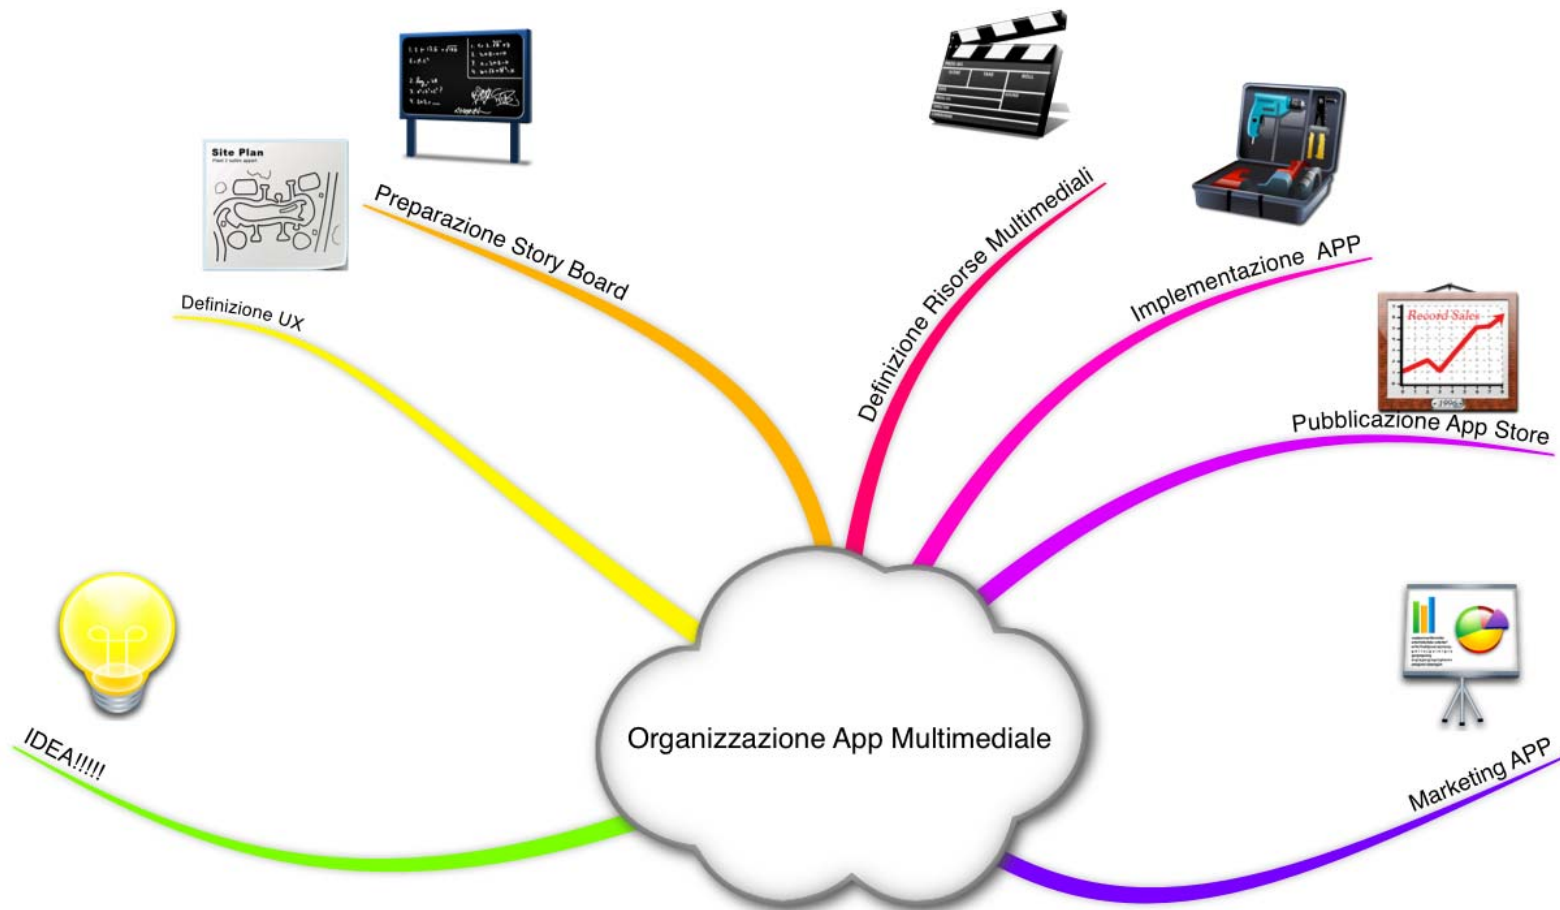 IDEA!!!!!
Definizione UX
Site Plan
Preparazione Story Board
Definizione Risorse Multimediali
Implementazione APP
Record Sales
1996
Pubblicazione App Store
Marketing APP
Organizzazione App Multimediale